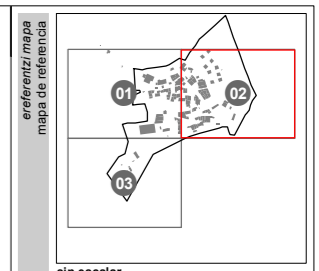 erreferentzi mapa
mapa de referencia
01
02
03
sin escalar